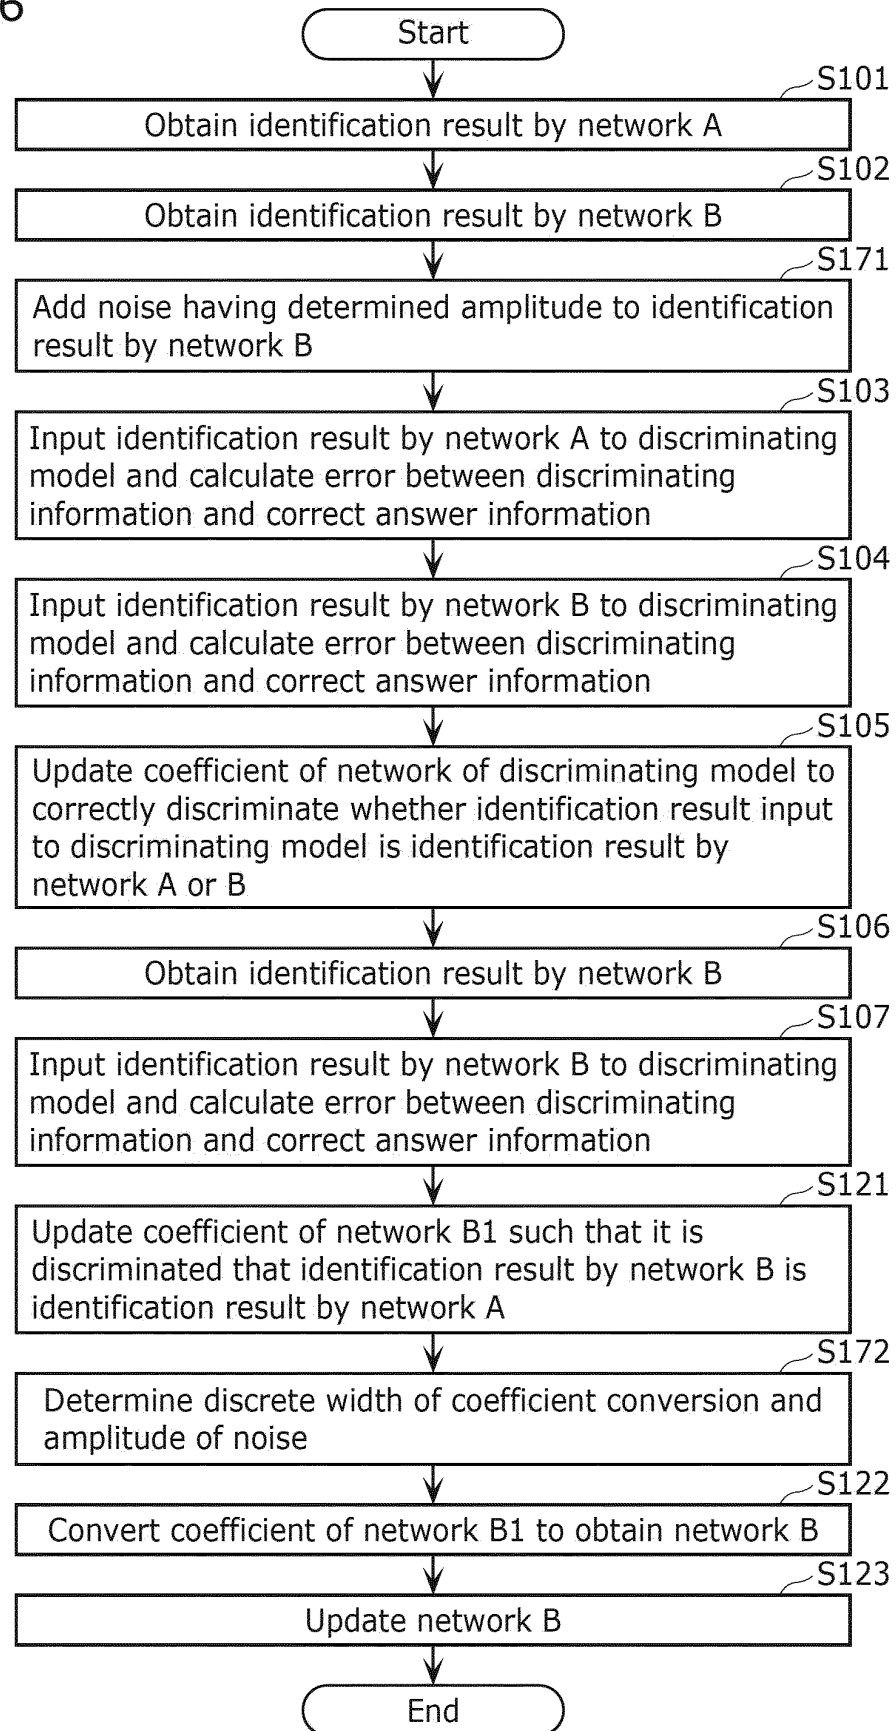 6
Start
S101
Obtain identification result by network A
S102
Obtain identification result by network B
S171
Add noise having determined amplitude to identification
result by network B
S103
Input identification result by network A to discriminating
model and calculate error between discriminating
information and correct answer information
S104
Input identification result by network B to discriminating
model and calculate error between discriminating
information and correct answer information
S105
Update coefficient of network of discriminating model to
correctly discriminate whether identification result input
to discriminating model is identification result by
network A or B
S106
Obtain identification result by network B
S107
Input identification result by network B to discriminating
model and calculate error between discriminating
information and correct answer information
S121
Update coefficient of network B1 such that it is
discriminated that identification result by network B is
identification result by network A
S172
Determine discrete width of coefficient conversion and
amplitude of noise
S122
Convert coefficient of network B1 to obtain network B
S123
Update network B
End